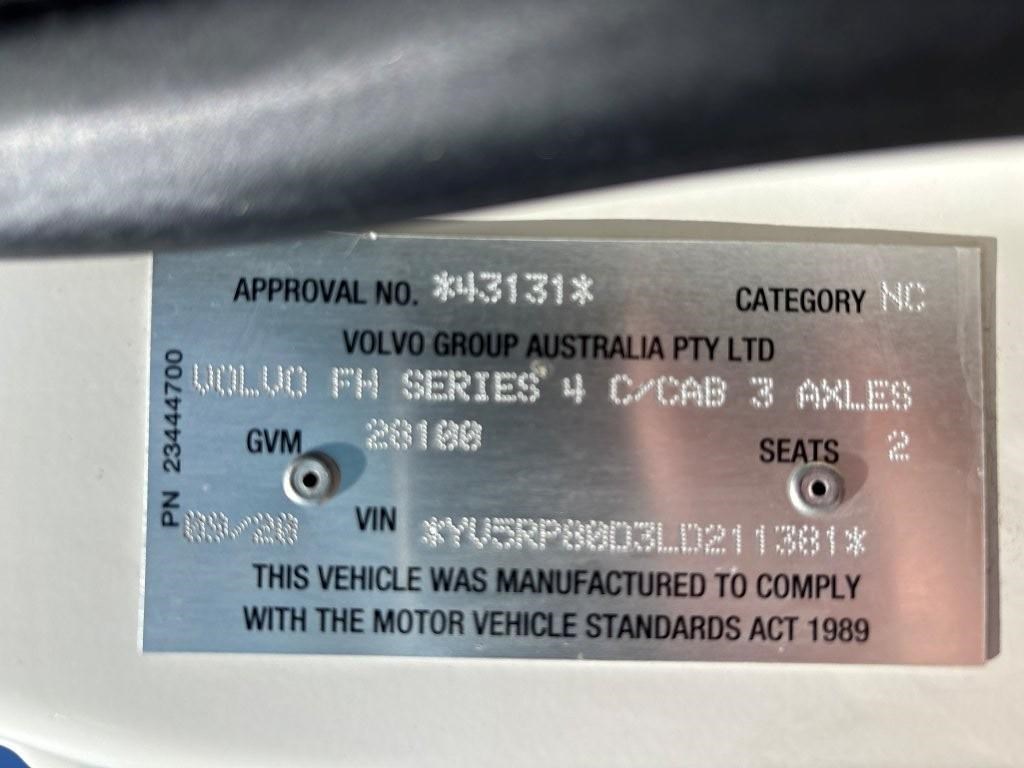 APPROVAL NO. *43131* CATEGORY NC
VOLVO GROUP AUSTRALIA PTY LTD
VOLVO FH SERIES 4 C/CAB 3 AXLES
GVM 28100 SEATS 2
VIN *YV5RP80D3LD211381*
THIS VEHICLE WAS MANUFACTURED TO COMPLY
WITH THE MOTOR VEHICLE STANDARDS ACT 1989
PN 23444700